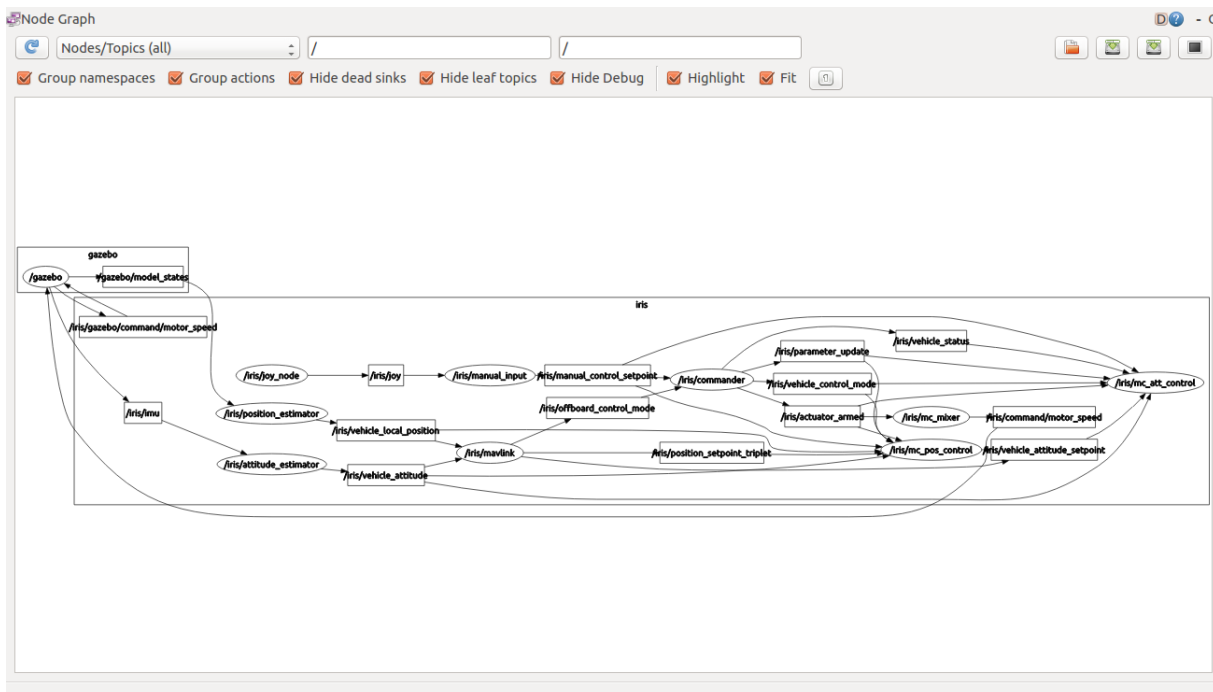 Node Graph
D ? -
Nodes/Topics (all)
/
/
Group namespaces
Group actions
Hide dead sinks
Hide leaf topics
Hide Debug
Highlight
Fit
gazebo
/gazebo
/gazebo/model_states
iris
/iris/gazebo/command/motor_speed
/iris/vehicle_status
/iris/parameter_update
/iris/joy_node
/iris/joy
/iris/manual_input
/iris/manual_control_setpoint
/iris/commander
/iris/vehicle_control_mode
/iris/mc_att_control
/iris/imu
/iris/position_estimator
/iris/offboard_control_mode
/iris/actuator_armed
/iris/mc_mixer
/iris/command/motor_speed
/iris/vehicle_local_position
/iris/mavlink
/iris/position_setpoint_triplet
/iris/mc_pos_control
/iris/vehicle_attitude_setpoint
/iris/attitude_estimator
/iris/vehicle_attitude